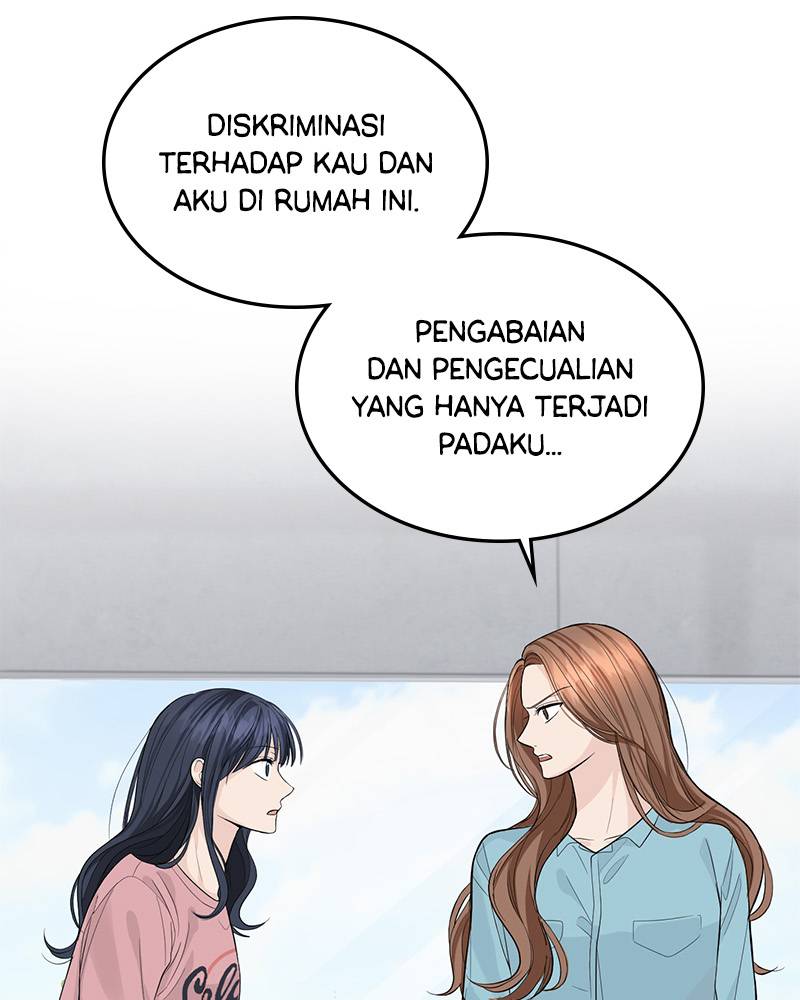 DISKRIMINASI
TERHADAP KAU DAN
AKU DI RUMAH INI.
PENGABAIAN
DAN PENGECUALIAN
YANG HANYA TERJADI
PADAKU...